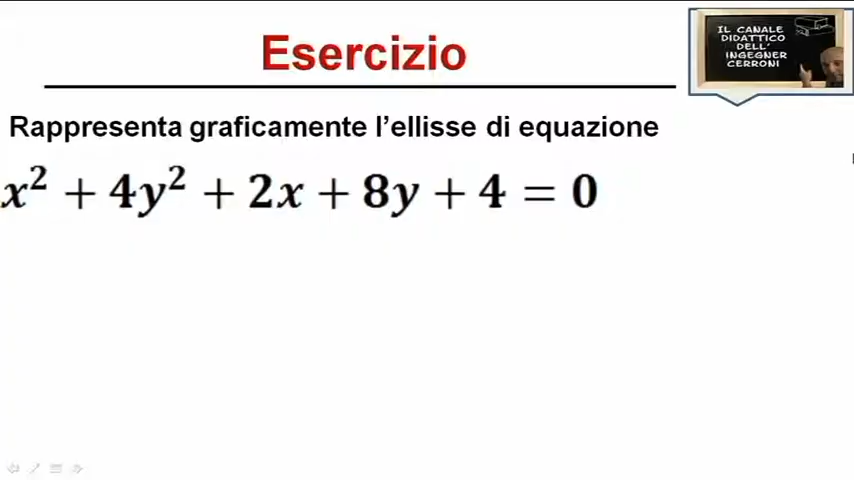 Esercizio
IL CANALE
DIDATTICO
DELL'
INGEGNER
CERRONI
Rappresenta graficamente l’ellisse di equazione
x² + 4y² + 2x + 8y + 4 = 0